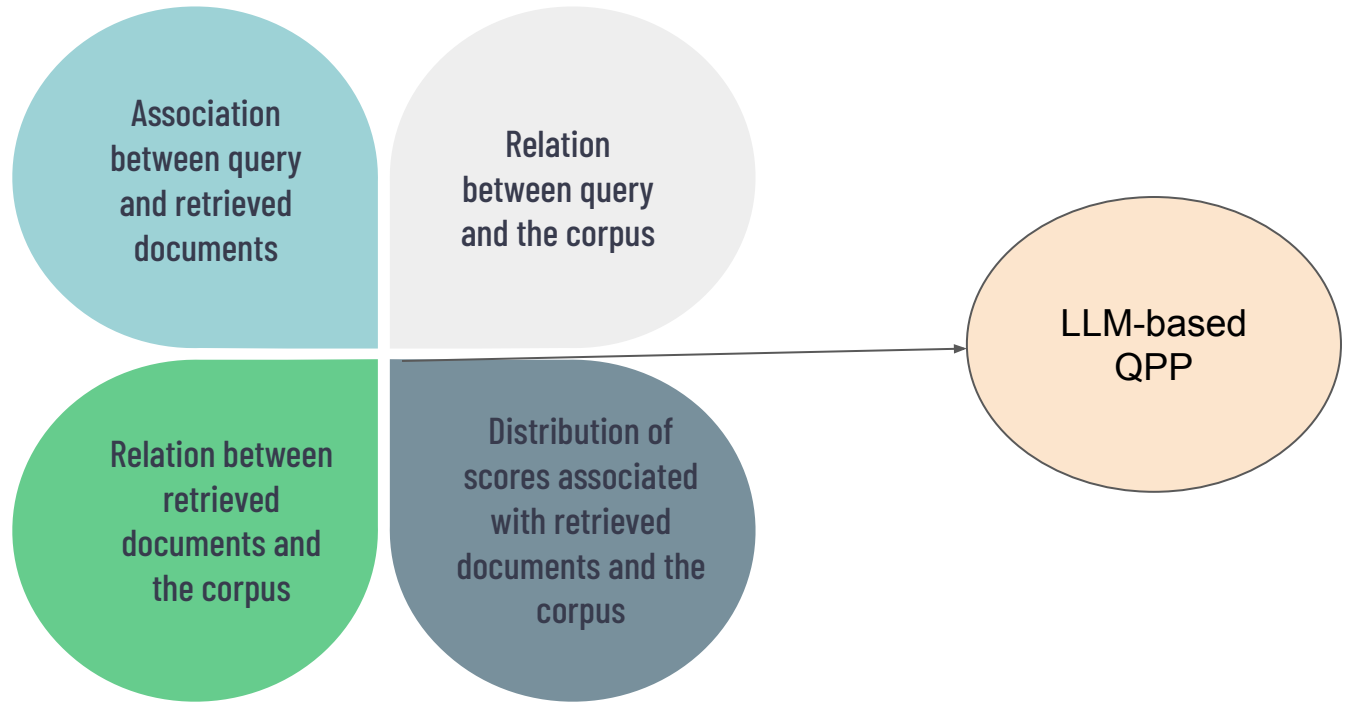 Association
between query
and retrieved
documents
Relation
between query
and the corpus
Relation between
retrieved
documents and
the corpus
Distribution of
scores associated
with retrieved
documents and the
corpus
LLM-based
QPP